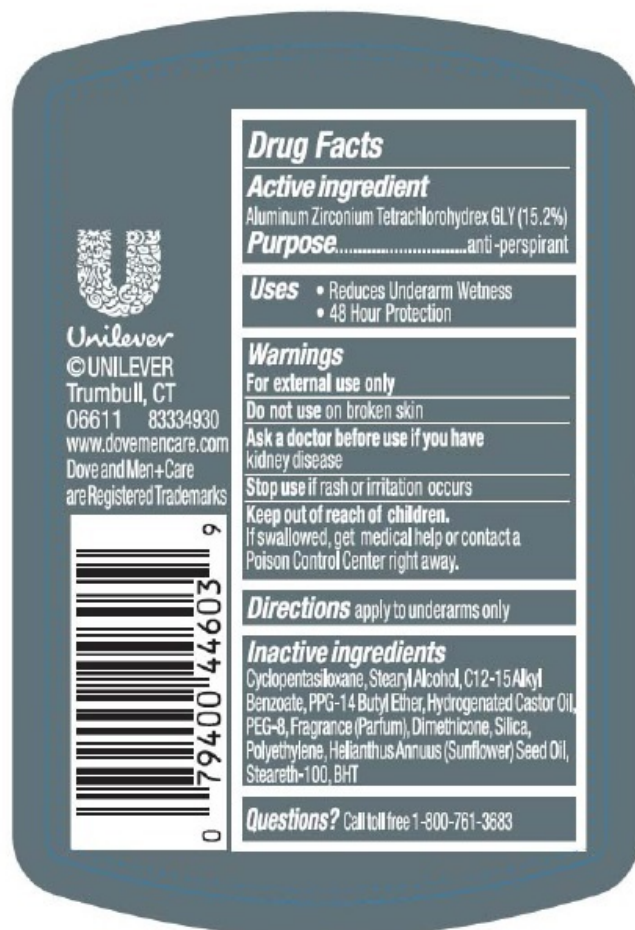 Unilever
©UNILEVER
Trumbull, CT
06611 83334930
www.dovemencare.com
Dove and Men+Care
are Registered Trademarks
0 79400 44603 9
Drug Facts
Active ingredient
Aluminum Zirconium Tetrachlorohydrex GLY (15.2%)
Purpose............................anti-perspirant
Uses • Reduces Underarm Wetness
• 48 Hour Protection
Warnings
For external use only
Do not use on broken skin
Ask a doctor before use if you have
kidney disease
Stop use if rash or irritation occurs
Keep out of reach of children.
If swallowed, get medical help or contact a
Poison Control Center right away.
Directions apply to underarms only
Inactive ingredients
Cyclopentasiloxane, Stearyl Alcohol, C12-15 Alkyl
Benzoate, PPG-14 Butyl Ether, Hydrogenated Castor Oil,
PEG-8, Fragrance (Parfum), Dimethicone, Silica,
Polyethylene, Helianthus Annuus (Sunflower) Seed Oil,
Steareth-100, BHT
Questions? Call toll free 1-800-761-3683